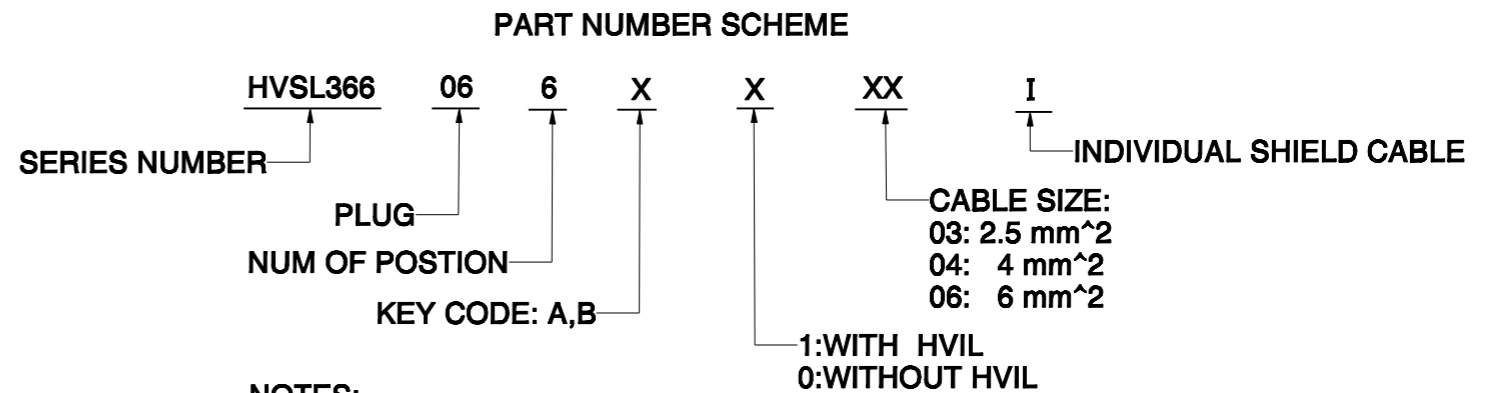 PART NUMBER SCHEME
HVSL366 06 6 X X XX I
SERIES NUMBER
INDIVIDUAL SHIELD CABLE
PLUG
CABLE SIZE:
03: 2.5 mm^2
NUM OF POSTION
04: 4 mm^2
06: 6 mm^2
KEY CODE: A,B
1:WITH HVIL
0:WITHOUT HVIL
NOTES: